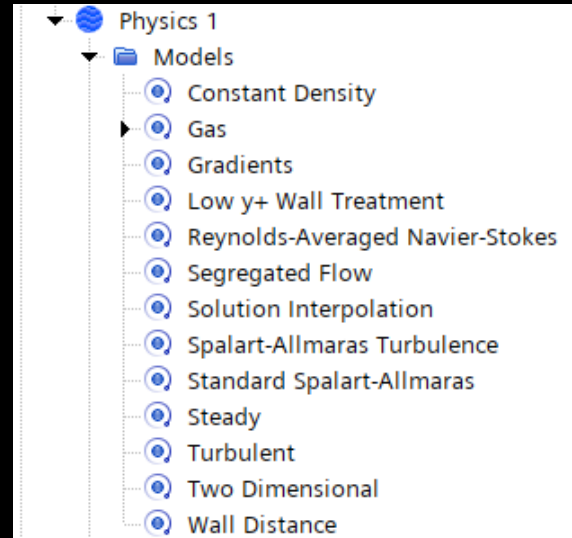 Physics 1
Models
Constant Density
Gas
Gradients
Low y+ Wall Treatment
Reynolds-Averaged Navier-Stokes
Segregated Flow
Solution Interpolation
Spalart-Allmaras Turbulence
Standard Spalart-Allmaras
Steady
Turbulent
Two Dimensional
Wall Distance